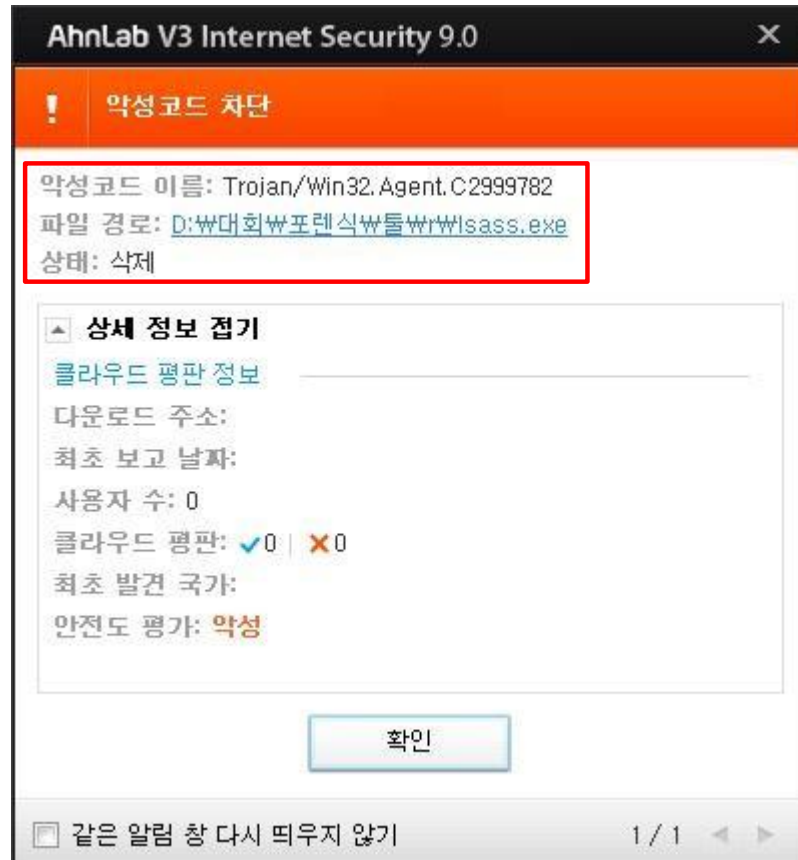 AhnLab V3 Internet Security 9.0
! 악성코드 차단
악성코드 이름: Trojan/Win32.Agent.C2999782
파일 경로: D:₩대회₩포렌식₩툴₩r₩lsass.exe
상태: 삭제
상세 정보 접기
클라우드 평판 정보
다운로드 주소:
최초 보고 날짜:
사용자 수: 0
클라우드 평판: ✓0 | ✕0
최초 발견 국가:
안전도 평가: 악성
확인
같은 알림 창 다시 띄우지 않기 1 / 1